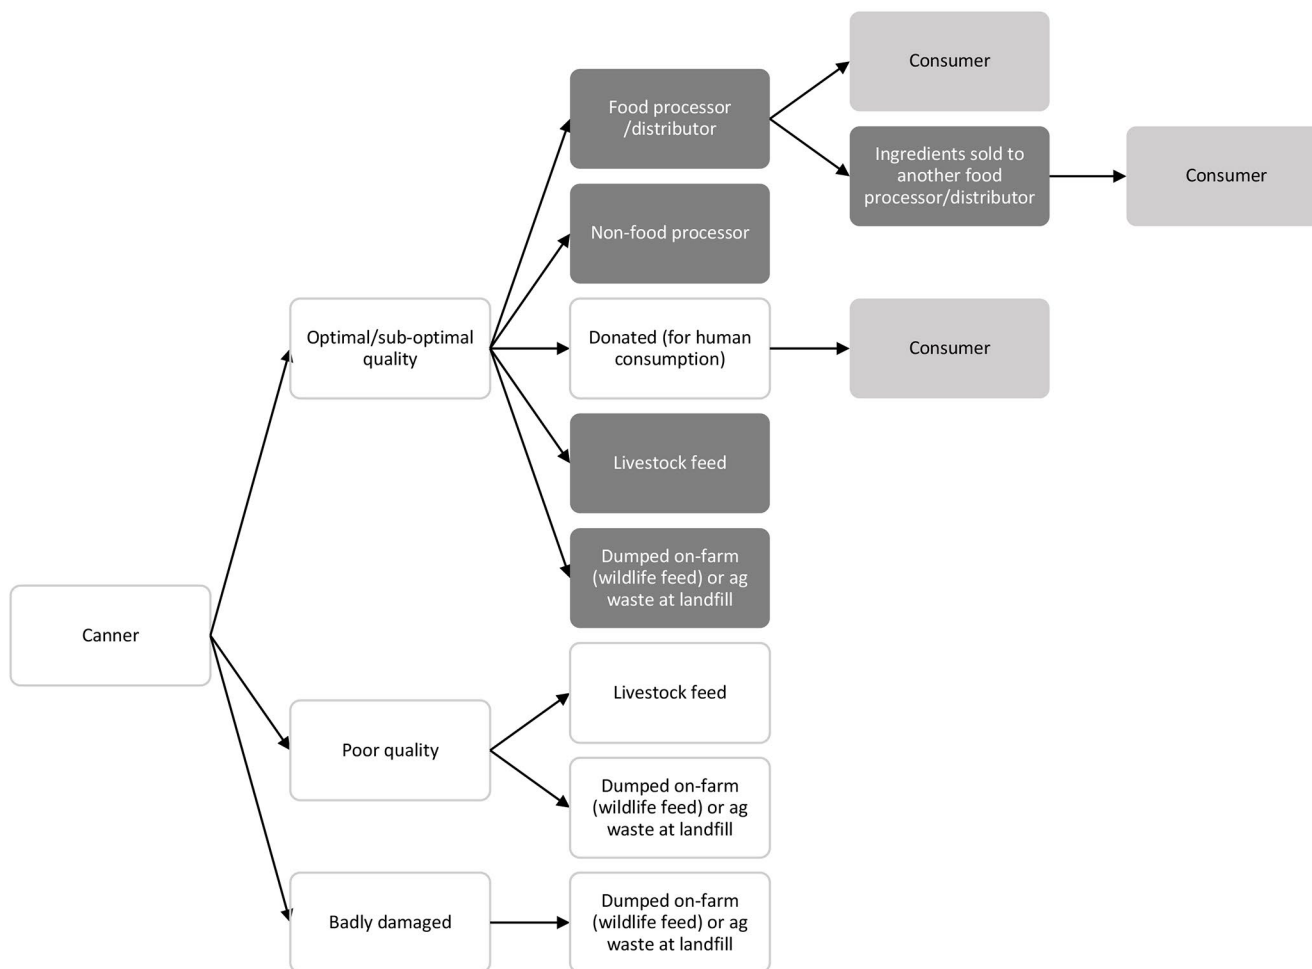 Consumer
Food processor
/distributor
Ingredients sold to
another food
processor/distributor
Consumer
Non-food processor
Optimal/sub-optimal
quality
Donated (for human
consumption)
Consumer
Livestock feed
Dumped on-farm
(wildlife feed) or ag
waste at landfill
Canner
Livestock feed
Poor quality
Dumped on-farm
(wildlife feed) or ag
waste at landfill
Badly damaged
Dumped on-farm
(wildlife feed) or ag
waste at landfill